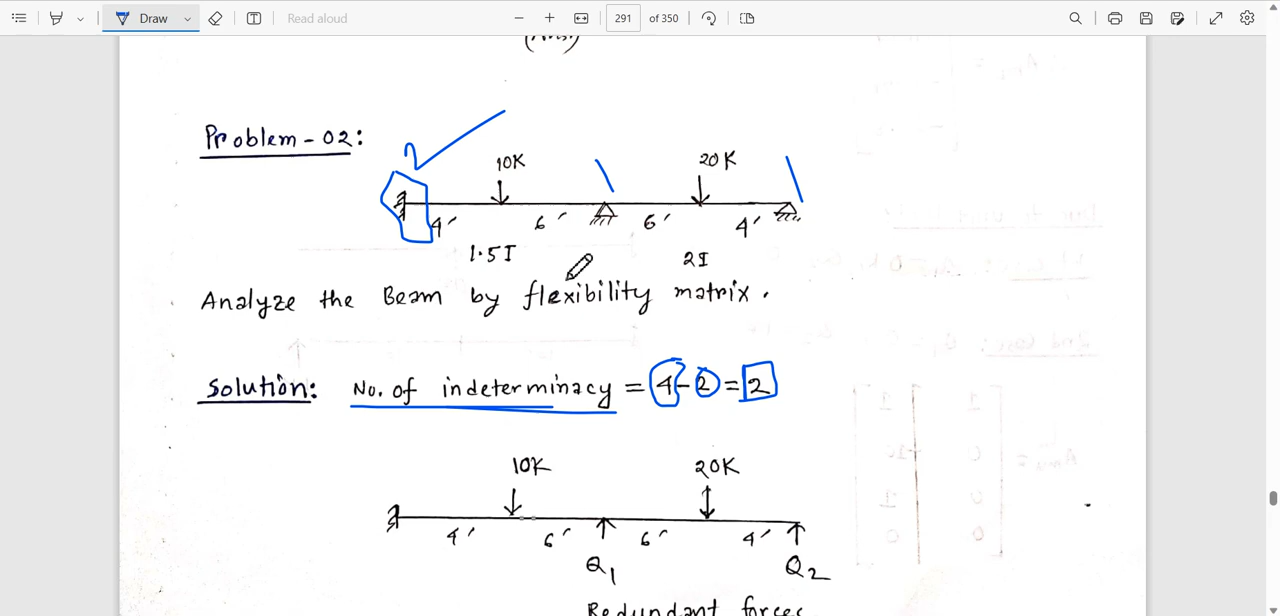 Draw
Read aloud
291 of 350
Problem-02:
10K 20K
4' 6' 6' 4'
1.5I 2I
Analyze the Beam by flexibility matrix.
Solution: No. of indeterminacy = 4-2=2
10K 20K
4' 6' 6' 4'
Q1 Q2
Redundant forces